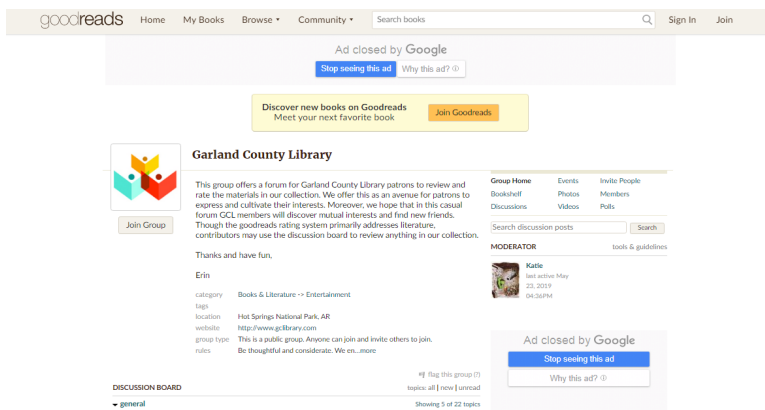 goodreads Home My Books Browse ▾ Community ▾ Search books Sign In Join
Ad closed by Google
Stop seeing this ad Why this ad?
Discover new books on Goodreads
Meet your next favorite book
Join Goodreads
Garland County Library
Join Group
This group offers a forum for Garland County Library patrons to review and
rate the materials in our collection. We offer this as an avenue for patrons to
express and cultivate their interests. Moreover, we hope that in this casual
forum GCL members will discover mutual interests and find new friends.
Though the goodreads rating system primarily addresses literature,
contributors may use the discussion board to review anything in our collection.
Thanks and have fun,
Erin
category Books & Literature -> Entertainment
tags
location Hot Springs National Park, AR
website http://www.gclibrary.com
group type This is a public group. Anyone can join and invite others to join.
rules Be thoughtful and considerate. We en...more
flag this group (?)
DISCUSSION BOARD topics: all | new | unread
general Showing 5 of 22 topics
Group Home Events Invite People
Bookshelf Photos Members
Discussions Videos Polls
Search discussion posts Search
MODERATOR tools & guidelines
Katie
last active May
23, 2019
04:36PM
Ad closed by Google
Stop seeing this ad
Why this ad?